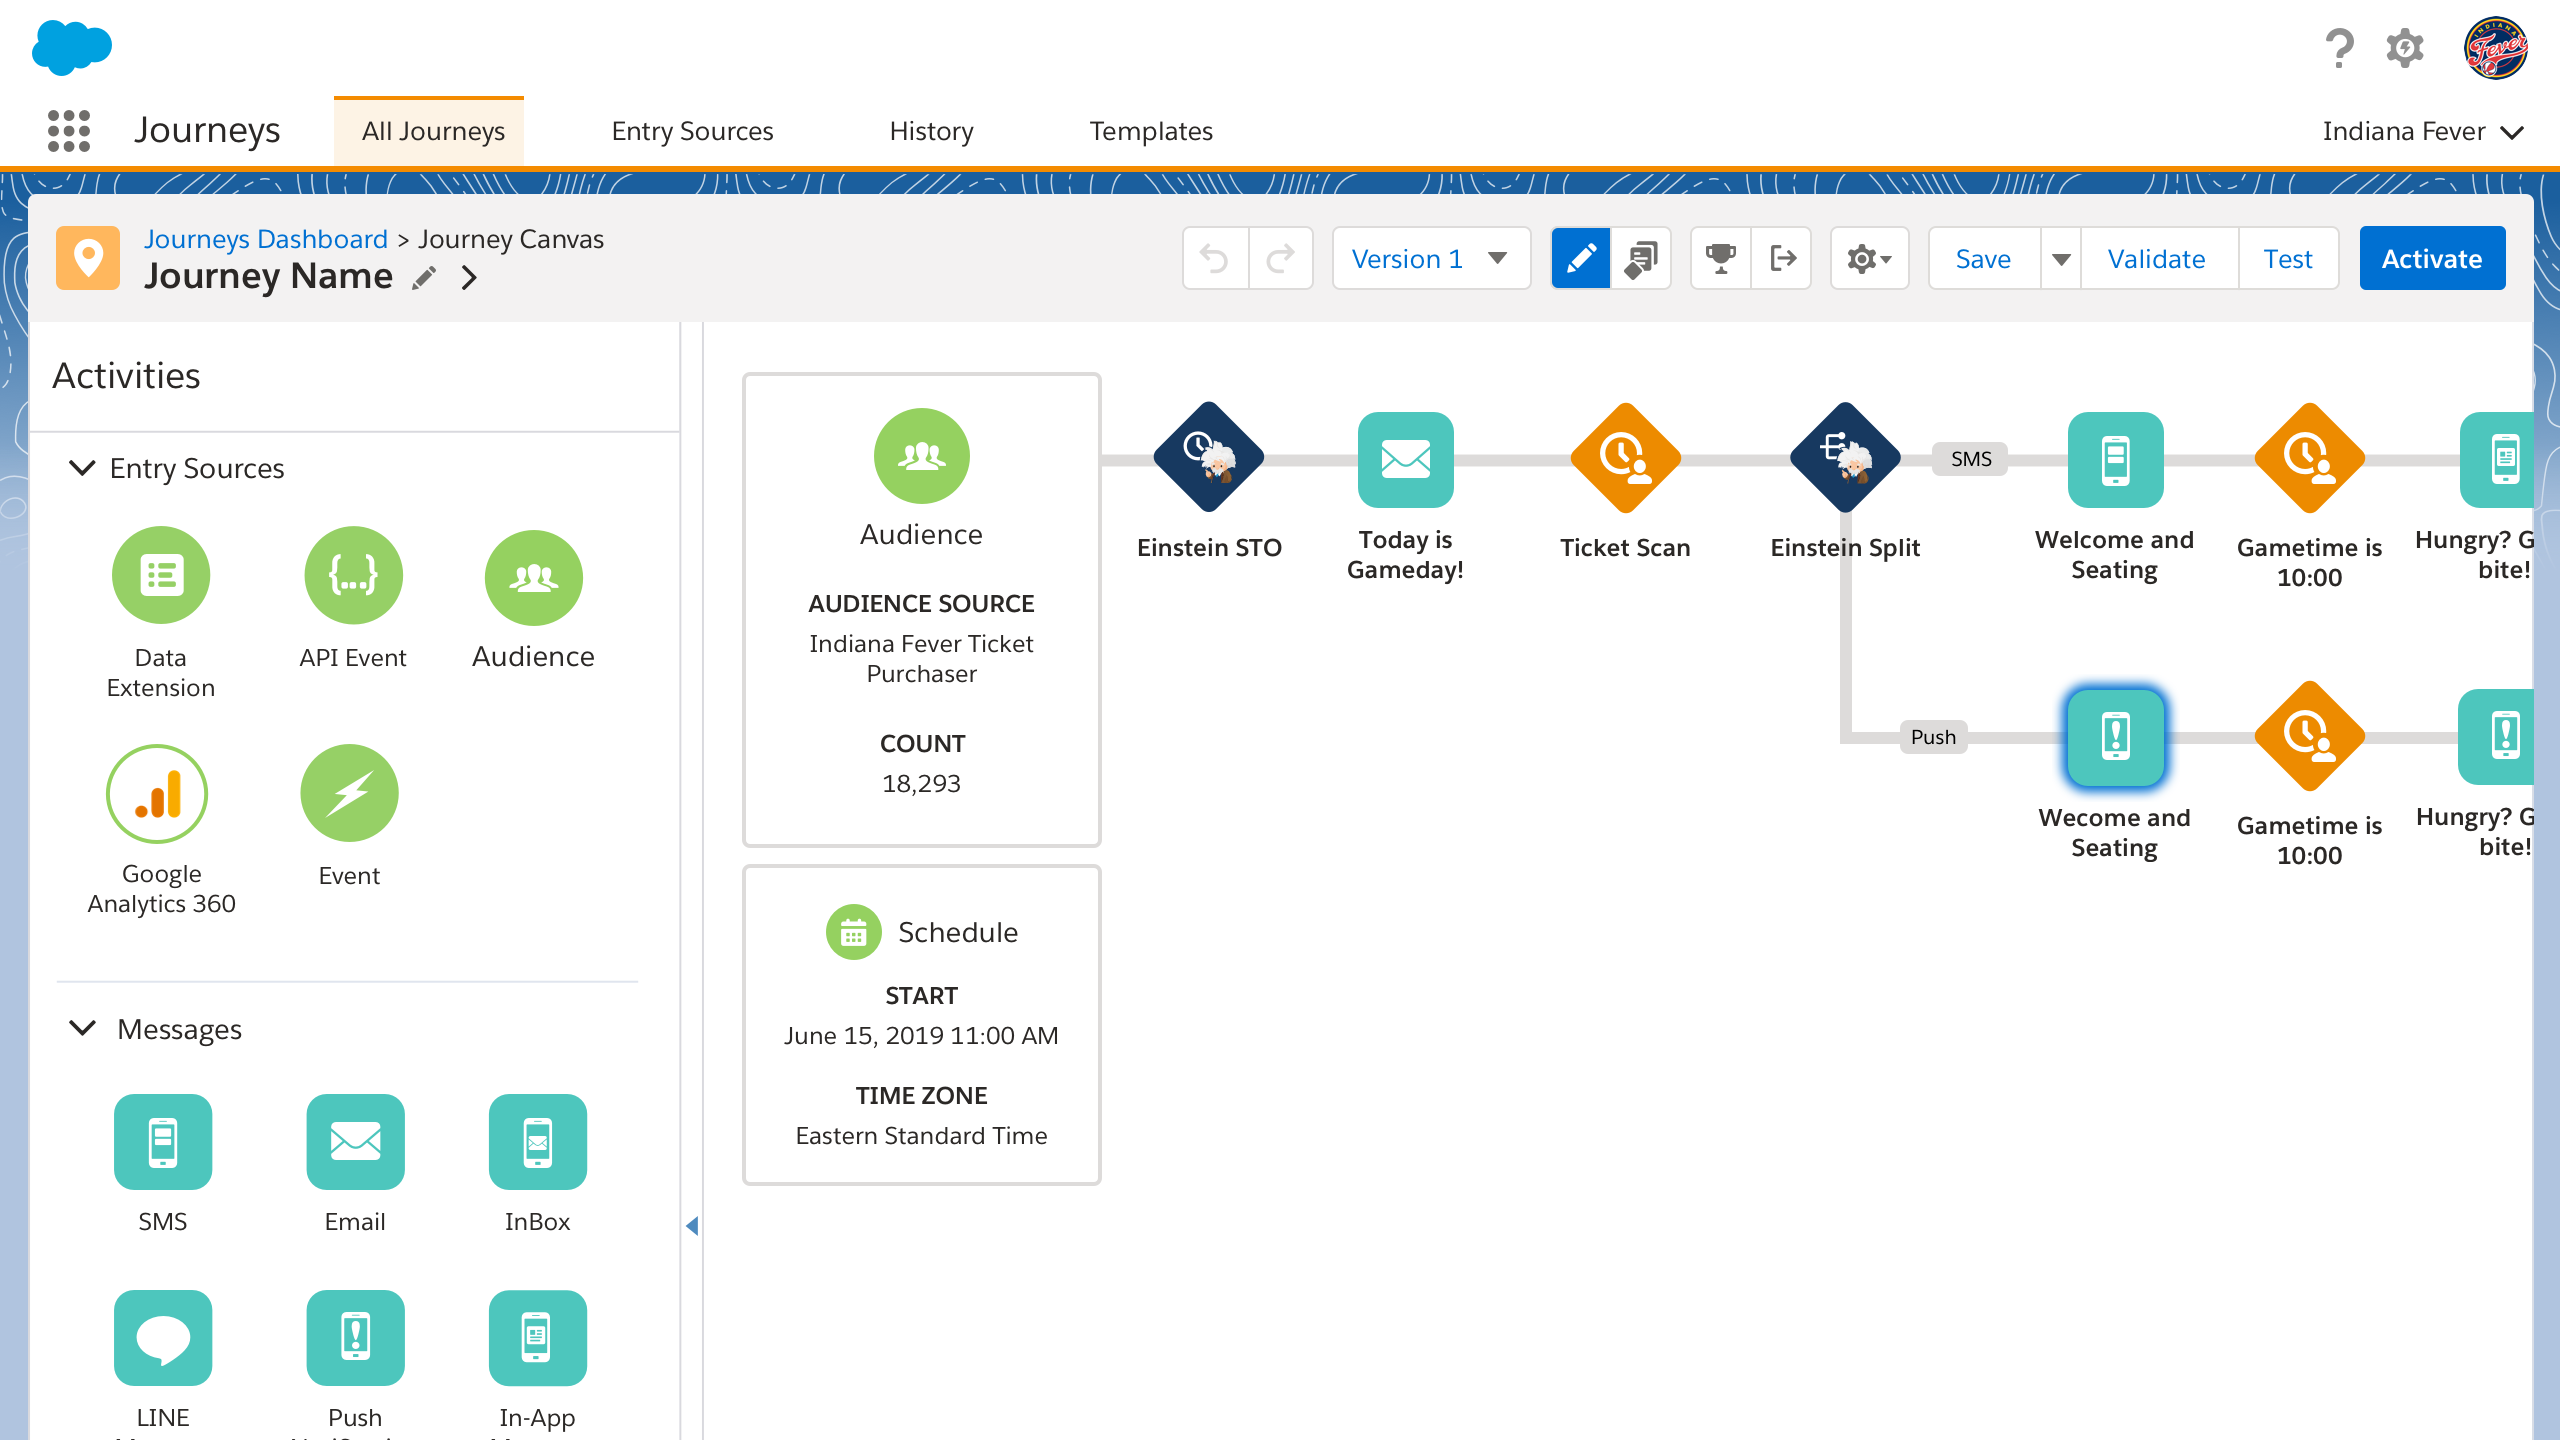 INDIANA
Fever
Journeys
All Journeys
Entry Sources
History
Templates
Indiana Fever
Journeys Dashboard > Journey Canvas
Journey Name
Version 1
Save
Validate
Test
Activate
Activities
Entry Sources
Data
Extension
API Event
{...}
Audience
Google
Analytics 360
Event
Messages
SMS
Email
InBox
LINE
Push
In-App
Audience
AUDIENCE SOURCE
Indiana Fever Ticket
Purchaser
COUNT
18,293
Schedule
START
June 15, 2019 11:00 AM
TIME ZONE
Eastern Standard Time
Einstein STO
Today is
Gameday!
Ticket Scan
Einstein Split
SMS
Welcome and
Seating
Gametime is
10:00
Hungry? G
bite!
Push
Wecome and
Seating
Gametime is
10:00
Hungry? G
bite!